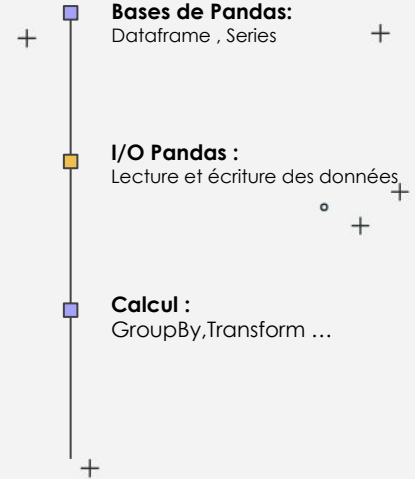 Bases de Pandas:
Dataframe , Series
I/O Pandas :
Lecture et écriture des données
Calcul :
GroupBy,Transform …